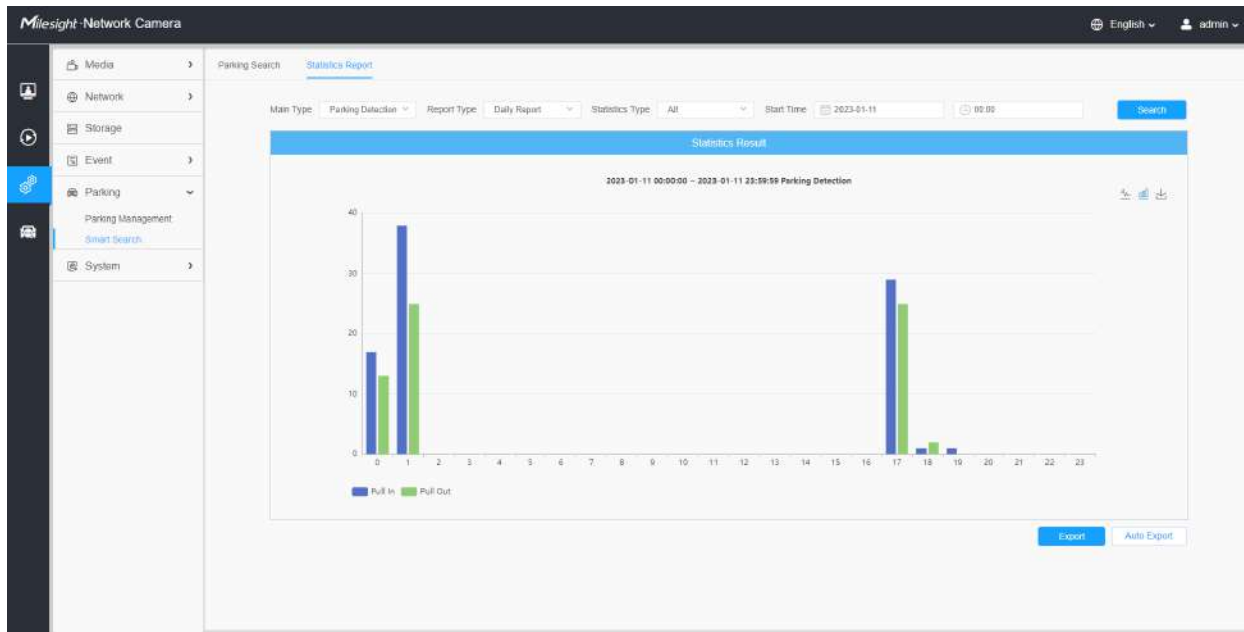 Milesight-Network Camera
English
admin
Media
Network
Storage
Event
Parking
Parking Management
Smart Search
System
Parking Search Statistics Report
Main Type Parking Detection Report Type Daily Report Statistics Type All Start Time 2023-01-11 00:00 Search
Statistics Result
2023-01-11 00:00:00 ~ 2023-01-11 23:59:59 Parking Detection
40
30
20
10
0
0 1 2 3 4 5 6 7 8 9 10 11 12 13 14 15 16 17 18 19 20 21 22 23
Pull In Pull Out
Export Auto Export